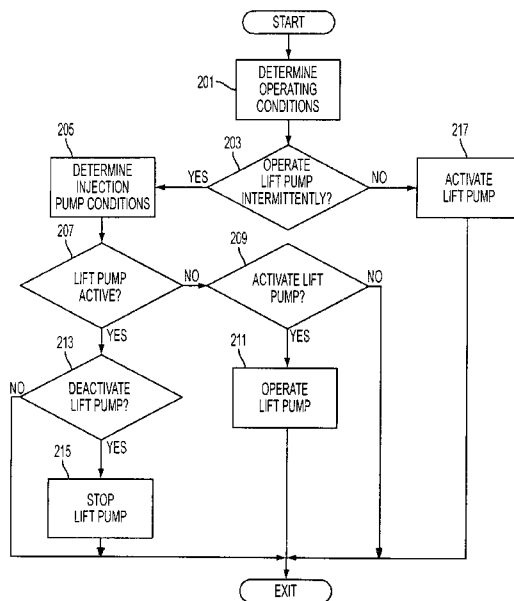 START
201
DETERMINE
OPERATING
CONDITIONS
203
OPERATE
LIFT PUMP
INTERMITTENTLY?
YES
NO
205
DETERMINE
INJECTION
PUMP CONDITIONS
217
ACTIVATE
LIFT PUMP
207
LIFT PUMP
ACTIVE?
NO
YES
209
ACTIVATE LIFT
PUMP?
NO
YES
213
DEACTIVATE
LIFT PUMP?
NO
YES
211
OPERATE
LIFT PUMP
215
STOP
LIFT PUMP
EXIT